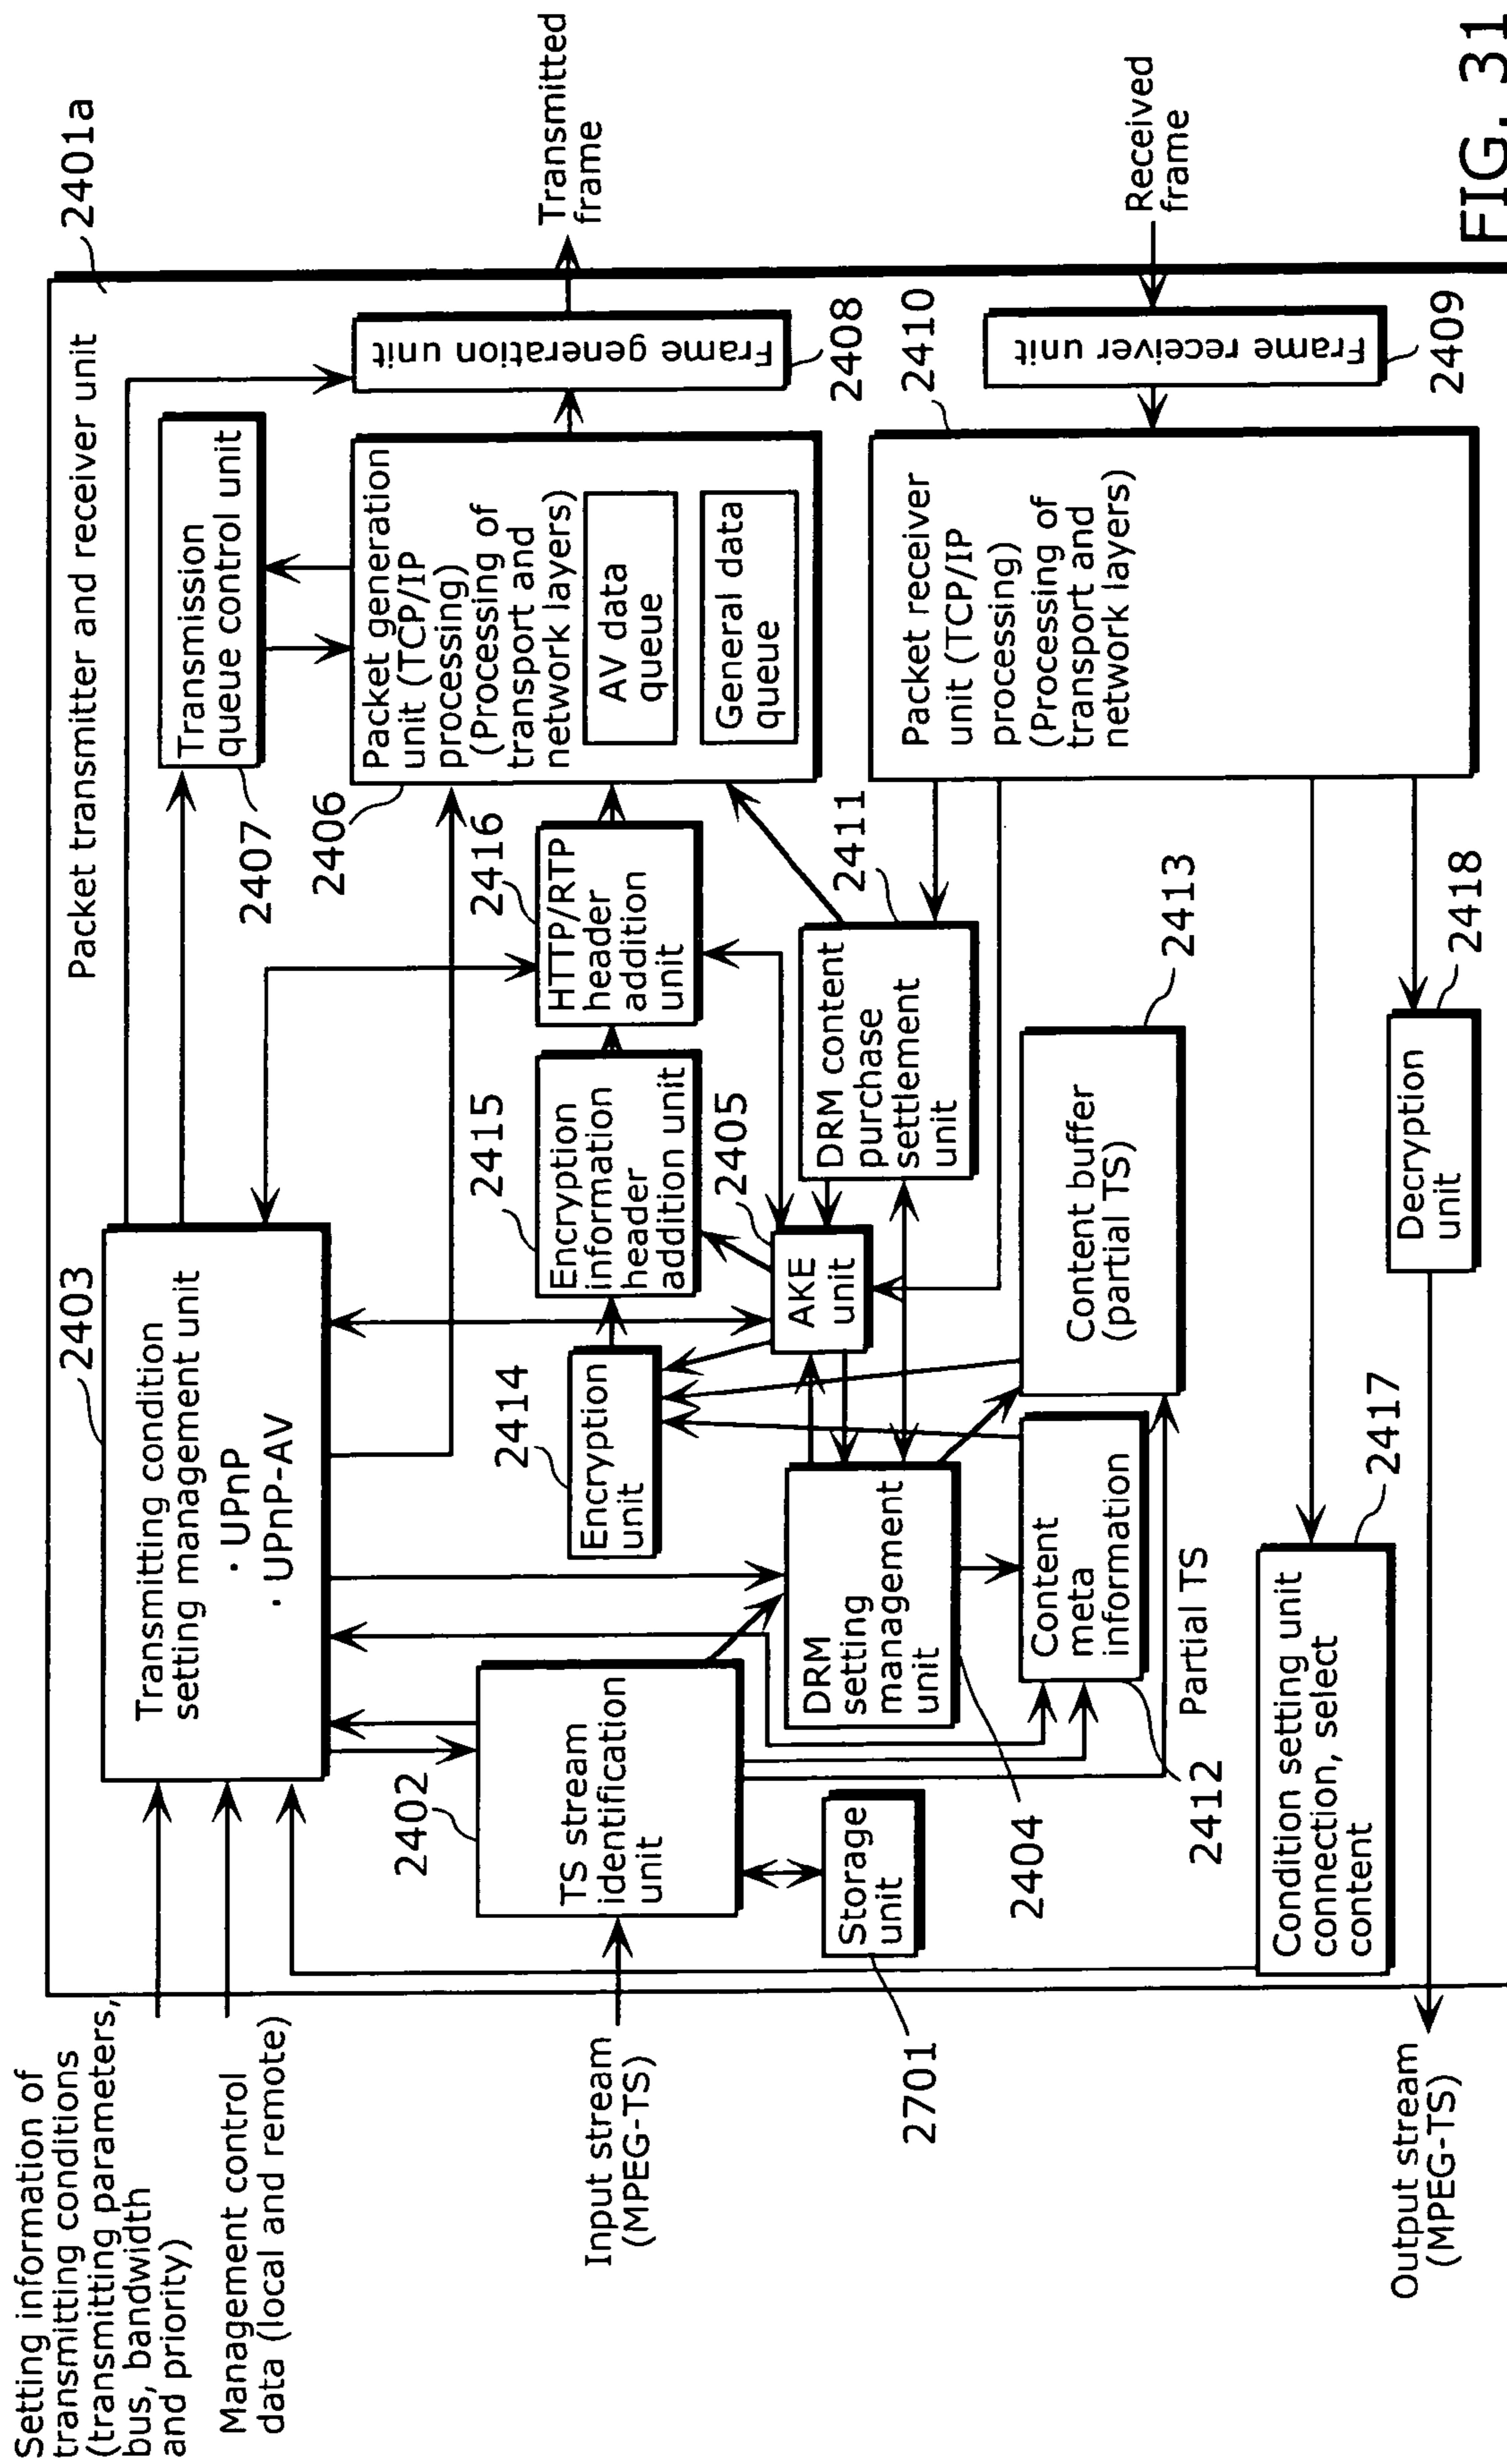 Packet transmitter and receiver unit
2401a
Setting information of
transmitting conditions
(transmitting parameters,
bus, bandwidth
and priority)
Management control
data (local and remote)
2403
Transmitting condition
setting management unit
· UPnP
· UPnP-AV
Transmission
queue control unit
2407
2406
Packet generation
unit (TCP/IP
processing)
(Processing of
transport and
network layers)
AV data
queue
General data
queue
Frame generation unit
2408
Transmitted
frame
2402
TS stream
identification
unit
Input stream
(MPEG-TS)
Storage
unit
2701
2414
Encryption
unit
2415
Encryption
information
header
addition unit
2416
HTTP/RTP
header
addition
unit
2405
AKE
unit
2411
DRM content
purchase
settlement
unit
DRM
setting
management
unit
2404
Content
meta
information
2412
Partial TS
Content buffer
(partial TS)
2413
2410
Packet receiver
unit (TCP/IP
processing)
(Processing of
transport and
network layers)
Frame receiver unit
2409
Received
frame
Condition setting unit
connection, select
content
2417
Decryption
unit
2418
Output stream
(MPEG-TS)
FIG. 31